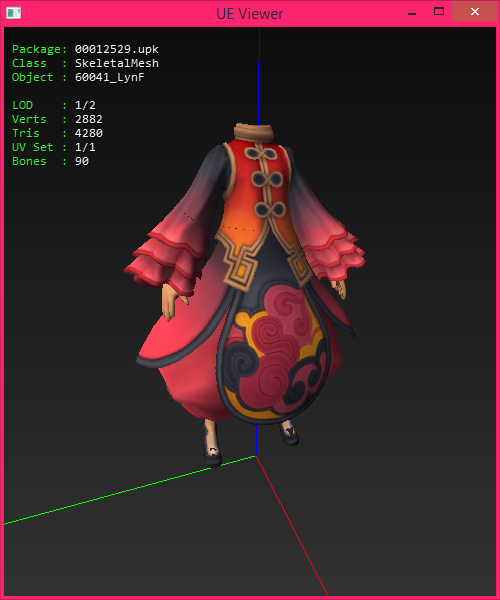 UE Viewer
Package: 00012529.upk
Class : SkeletalMesh
Object : 60041_LynF
LOD : 1/2
Verts : 2882
Tris : 4280
UV Set : 1/1
Bones : 90